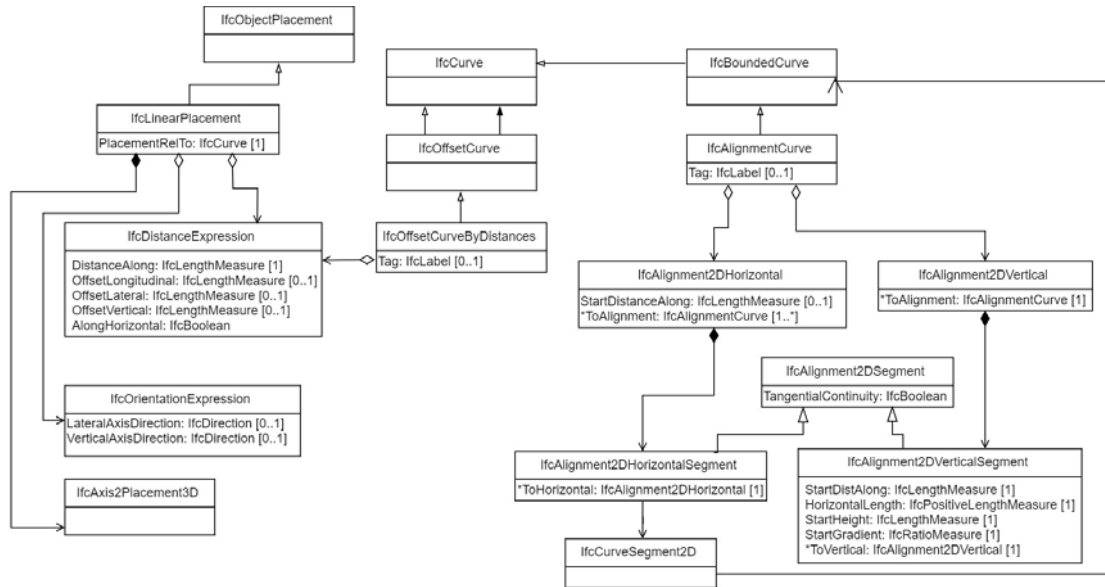 IfcObjectPlacement
IfcCurve
IfcBoundedCurve
IfcLinearPlacement
PlacementRelTo: IfcCurve [1]
IfcOffsetCurve
IfcAlignmentCurve
Tag: IfcLabel [0..1]
IfcDistanceExpression
DistanceAlong: IfcLengthMeasure [1]
OffsetLongitudinal: IfcLengthMeasure [0..1]
OffsetLateral: IfcLengthMeasure [0..1]
OffsetVertical: IfcLengthMeasure [0..1]
AlongHorizontal: IfcBoolean
IfcOffsetCurveByDistances
Tag: IfcLabel [0..1]
IfcAlignment2DHorizontal
StartDistanceAlong: IfcLengthMeasure [0..1]
*ToAlignment: IfcAlignmentCurve [1..*]
IfcAlignment2DVertical
*ToAlignment: IfcAlignmentCurve [1]
IfcAlignment2DSegment
TangentialContinuity: IfcBoolean
IfcOrientationExpression
LateralAxisDirection: IfcDirection [0..1]
VerticalAxisDirection: IfcDirection [0..1]
IfcAlignment2DHorizontalSegment
*ToHorizontal: IfcAlignment2DHorizontal [1]
IfcAlignment2DVerticalSegment
StartDistAlong: IfcLengthMeasure [1]
HorizontalLength: IfcPositiveLengthMeasure [1]
StartHeight: IfcLengthMeasure [1]
StartGradient: IfcRatioMeasure [1]
*ToVertical: IfcAlignment2DVertical [1]
IfcAxis2Placement3D
IfcCurveSegment2D